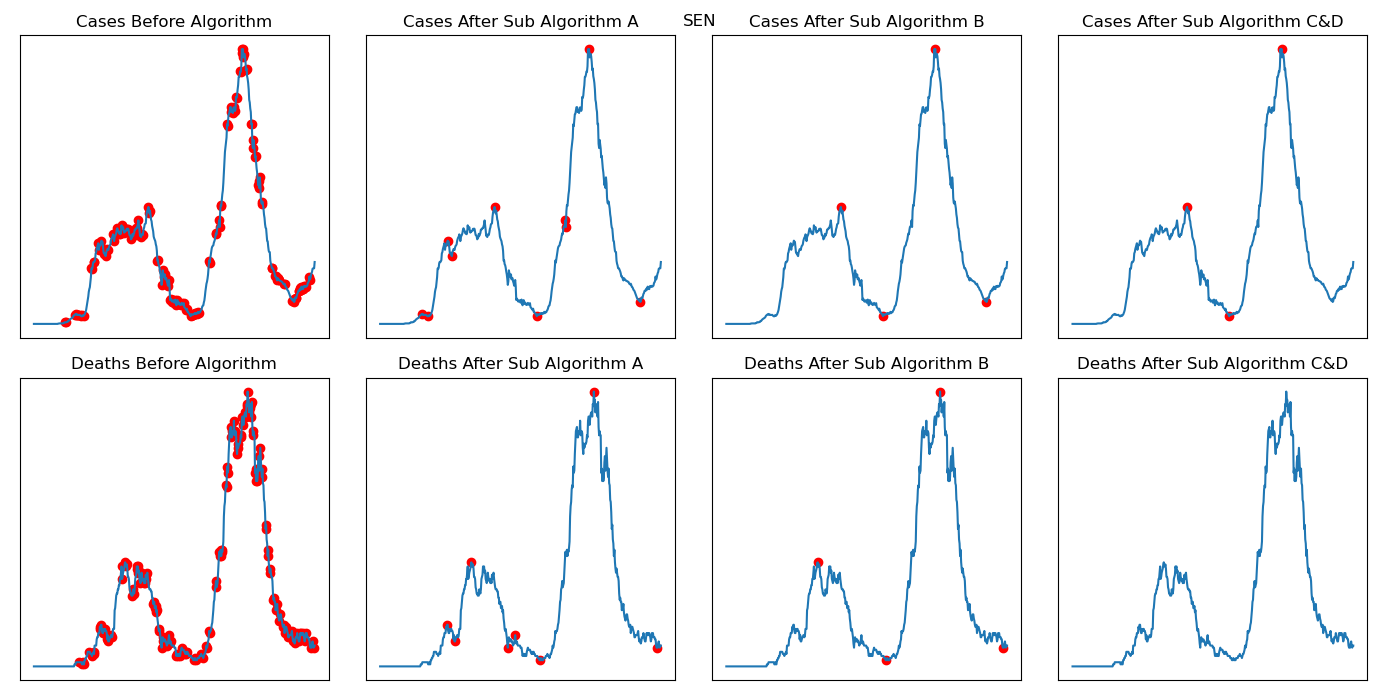 SEN
Cases Before Algorithm
Cases After Sub Algorithm A
Cases After Sub Algorithm B
Cases After Sub Algorithm C&D
Deaths Before Algorithm
Deaths After Sub Algorithm A
Deaths After Sub Algorithm B
Deaths After Sub Algorithm C&D